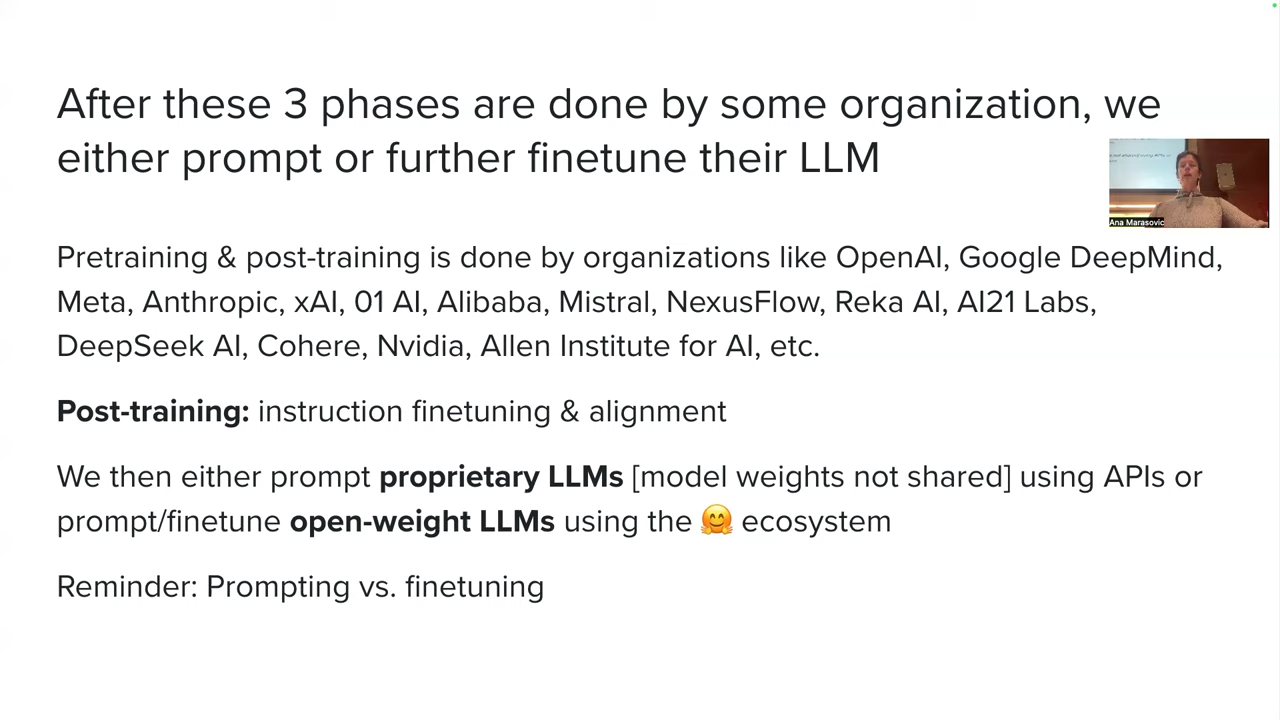 After these 3 phases are done by some organization, we
either prompt or further finetune their LLM
Ana Marasovic
Pretraining & post-training is done by organizations like OpenAI, Google DeepMind,
Meta, Anthropic, xAI, 01 AI, Alibaba, Mistral, NexusFlow, Reka AI, AI21 Labs,
DeepSeek AI, Cohere, Nvidia, Allen Institute for AI, etc.
Post-training: instruction finetuning & alignment
We then either prompt proprietary LLMs [model weights not shared] using APIs or
prompt/finetune open-weight LLMs using the 🤗 ecosystem
Reminder: Prompting vs. finetuning